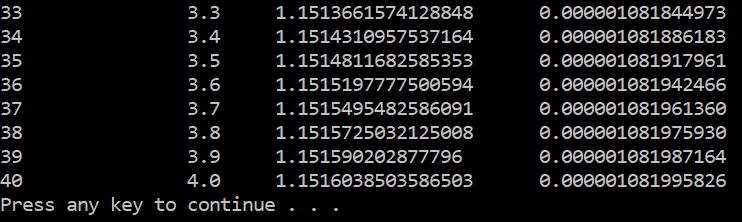 33 3.3 1.1513661574128848 0.000001081844973
34 3.4 1.1514310957537164 0.000001081886183
35 3.5 1.1514811682585353 0.000001081917961
36 3.6 1.1515197777500594 0.000001081942466
37 3.7 1.1515495482586091 0.000001081961360
38 3.8 1.1515725032125008 0.000001081975930
39 3.9 1.151590202877796 0.000001081987164
40 4.0 1.1516038503586503 0.000001081995826
Press any key to continue . . .